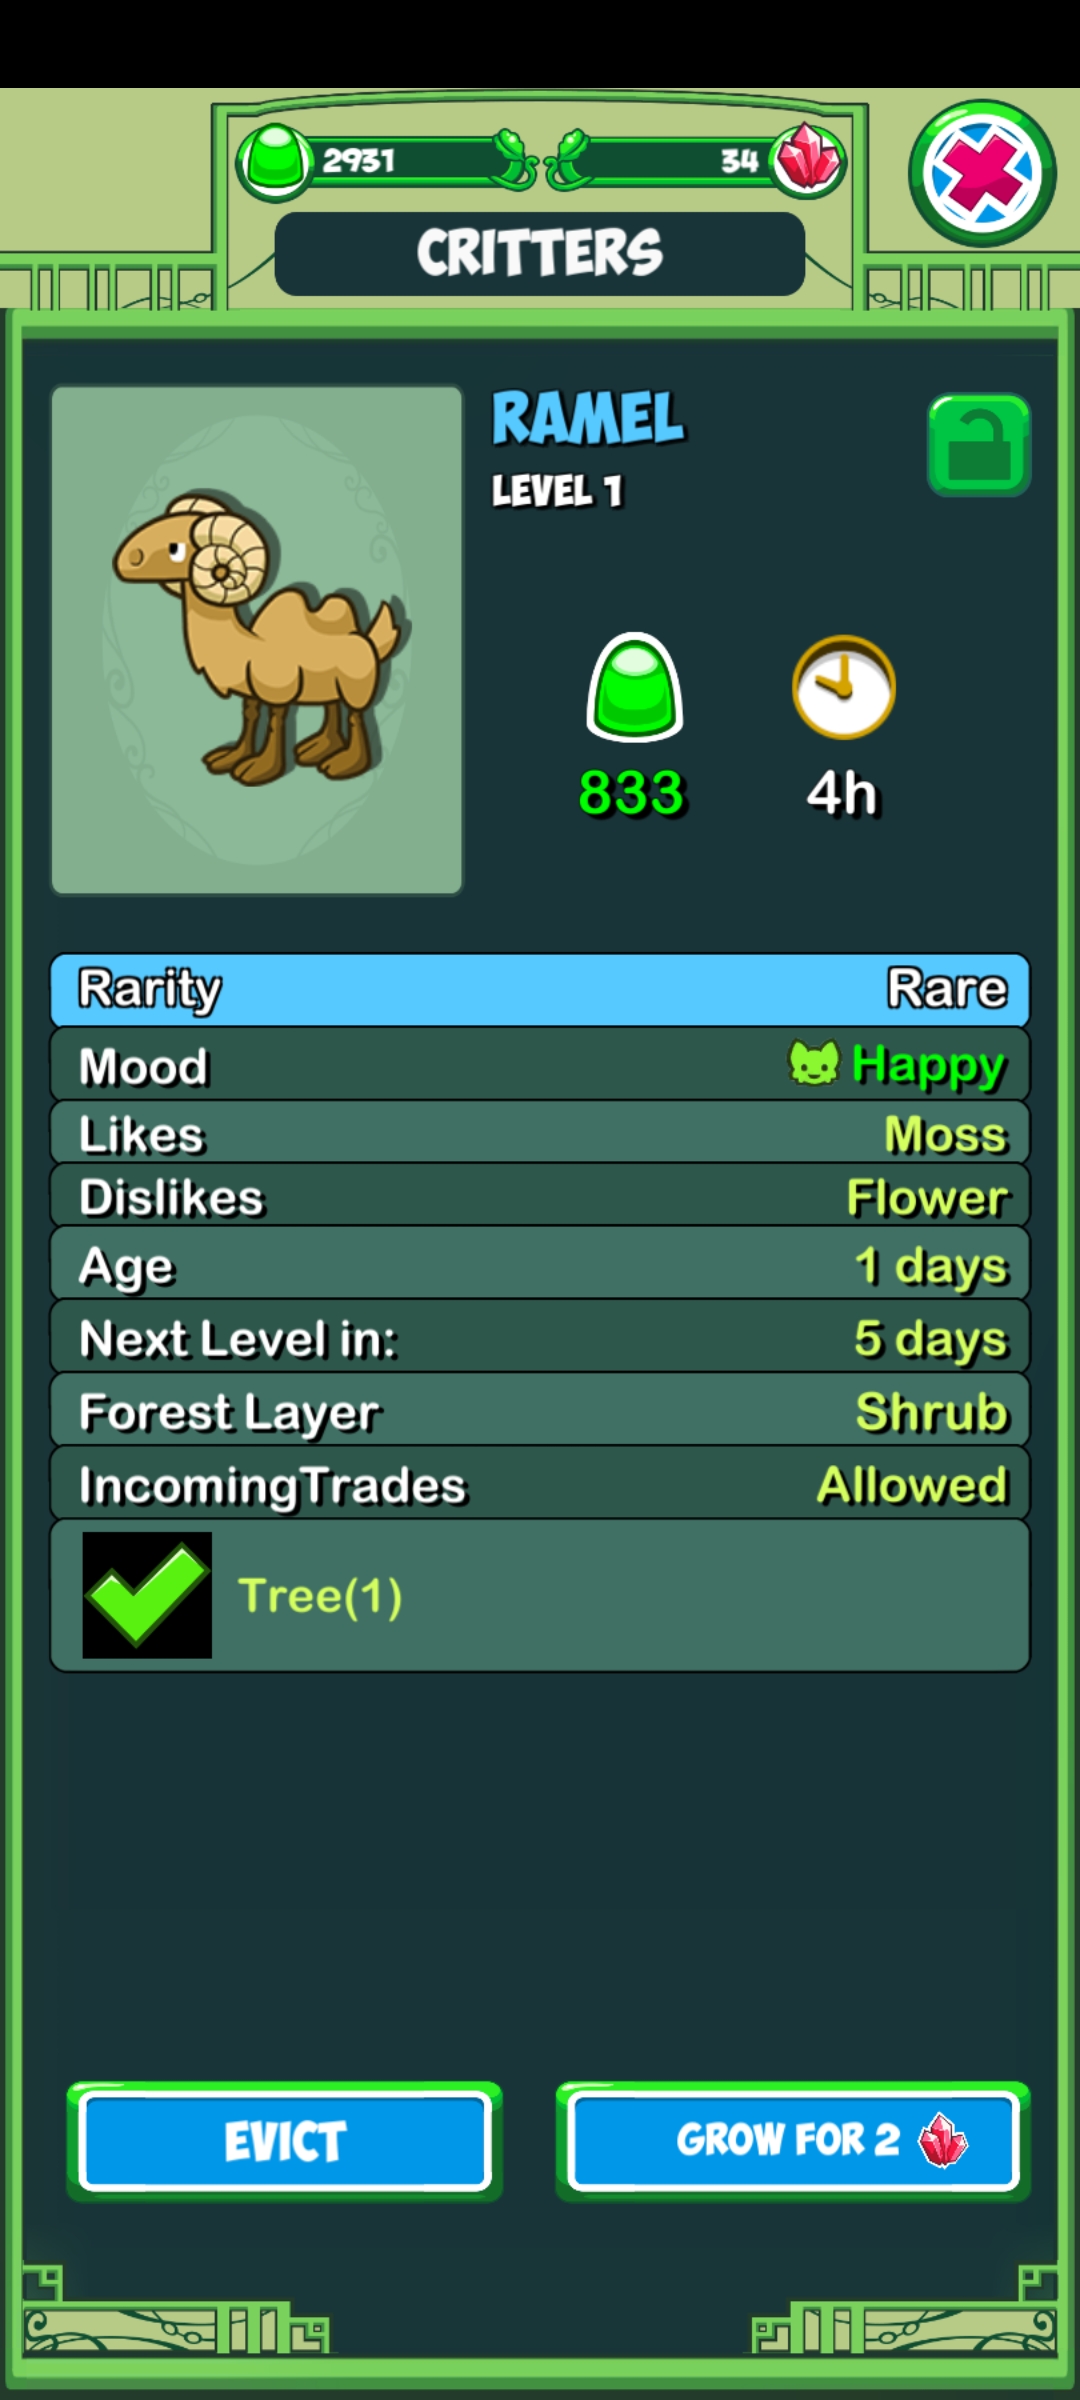 2931
34
CRITTERS
RAMEL
LEVEL 1
833
4h
Rarity Rare
Mood Happy
Likes Moss
Dislikes Flower
Age 1 days
Next Level in: 5 days
Forest Layer Shrub
IncomingTrades Allowed
Tree(1)
EVICT
GROW FOR 2